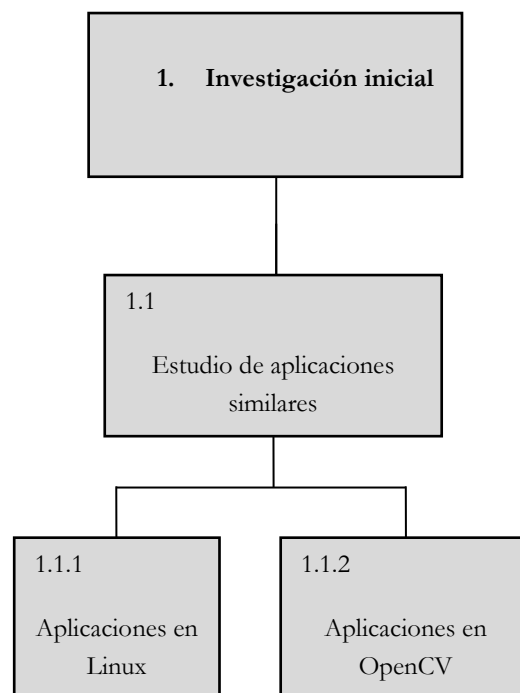 1. Investigación inicial
1.1
Estudio de aplicaciones
similares
1.1.1
Aplicaciones en
Linux
1.1.2
Aplicaciones en
OpenCV